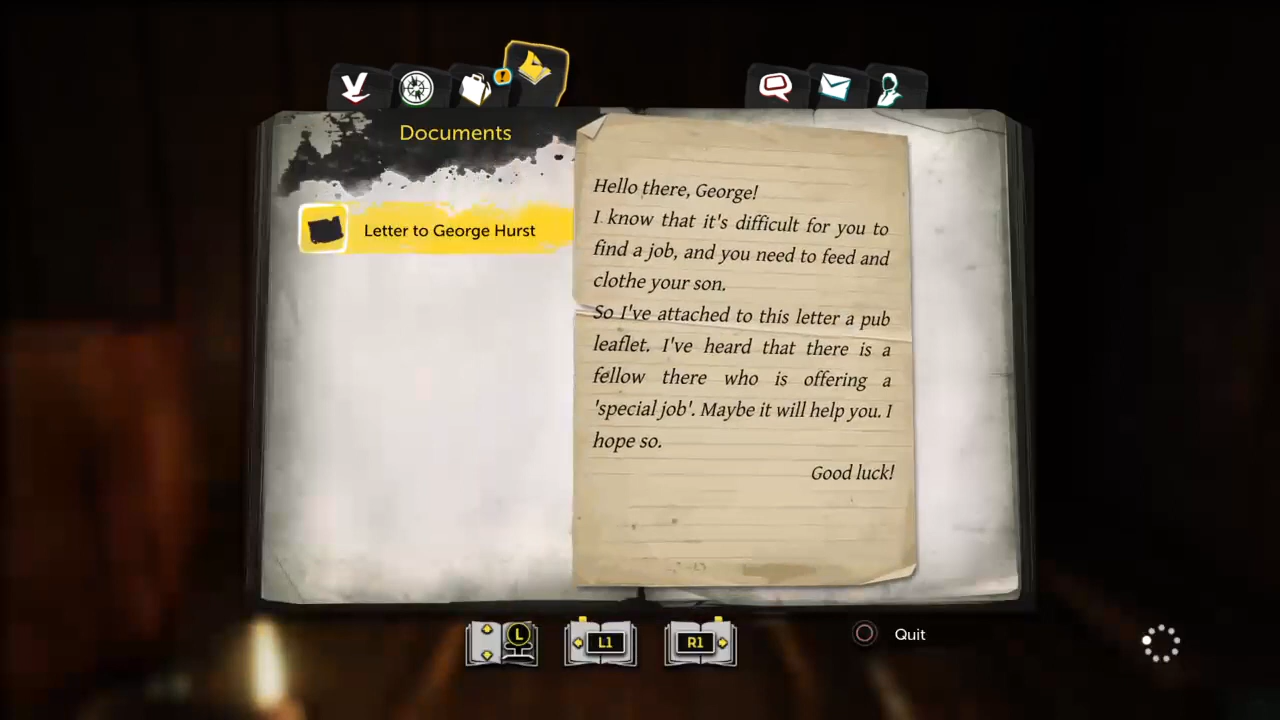 Documents
Letter to George Hurst
Hello there, George!
I know that it's difficult for you to
find a job, and you need to feed and
clothe your son.
So I've attached to this letter a pub
leaflet. I've heard that there is a
fellow there who is offering a
'special job'. Maybe it will help you. I
hope so.
Good luck!
L
L1
R1
Quit